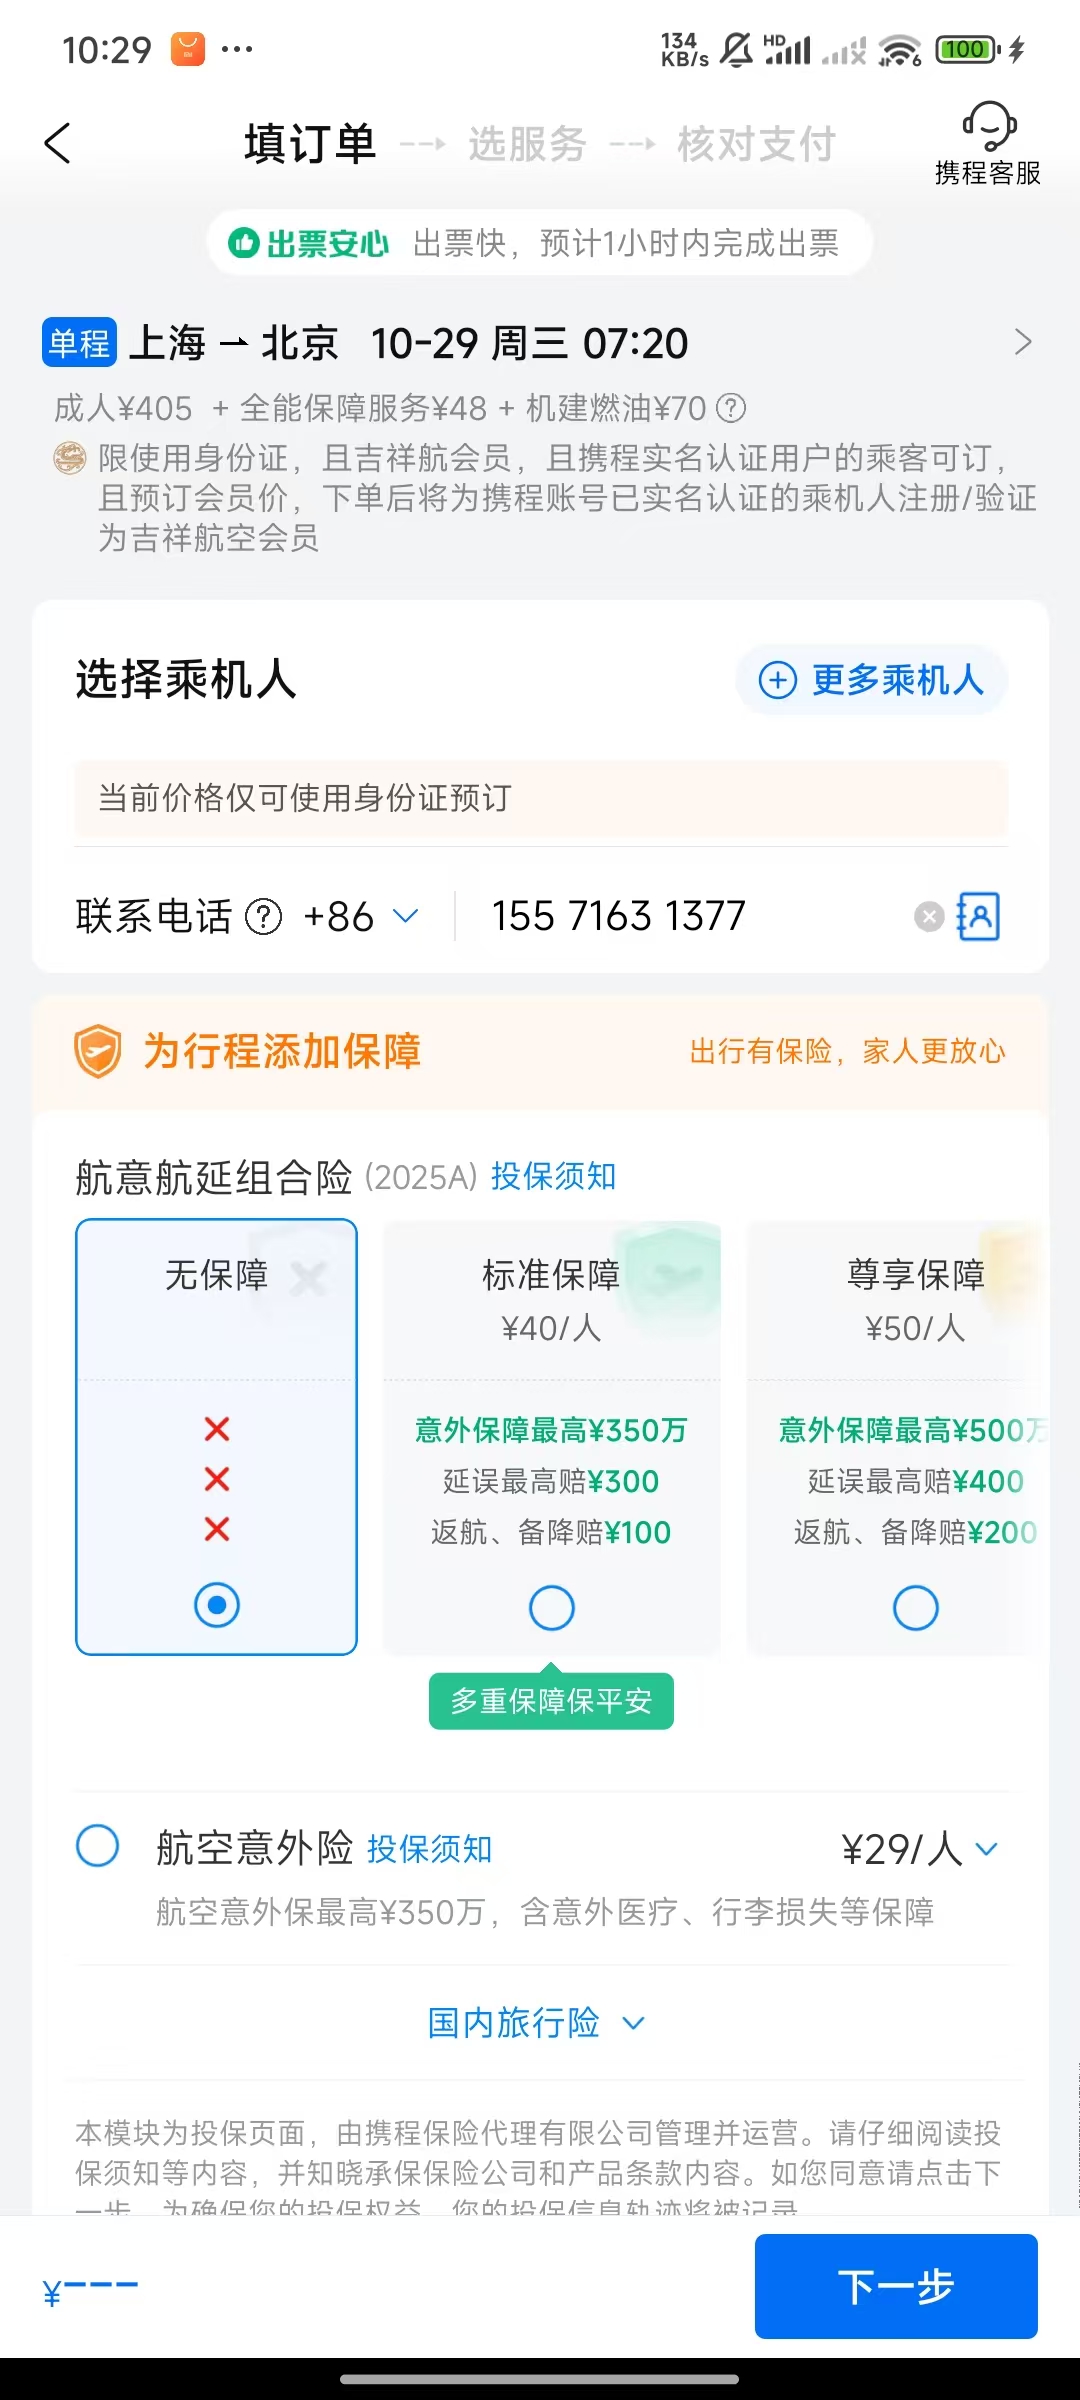 10:29
134 KB/s HD 6 100
填订单 选服务 核对支付
携程客服
出票安心 出票快，预计1小时内完成出票
单程 上海 北京 10-29 周三 07:20
成人¥405 + 全能保障服务¥48 + 机建燃油¥70
限使用身份证，且吉祥航会员，且携程实名认证用户的乘客可订，
且预订会员价，下单后将为携程账号已实名认证的乘机人注册/验证
为吉祥航空会员
选择乘机人 更多乘机人
当前价格仅可使用身份证预订
联系电话 +86 155 7163 1377
为行程添加保障 出行有保险，家人更放心
航意航延组合险 (2025A) 投保须知
无保障
标准保障
¥40/人
意外保障最高¥350万
延误最高赔¥300
返航、备降赔¥100
尊享保障
¥50/人
意外保障最高¥500万
延误最高赔¥400
返航、备降赔¥200
多重保障保平安
航空意外险 投保须知 ¥29/人
航空意外保最高¥350万，含意外医疗、行李损失等保障
国内旅行险
本模块为投保页面，由携程保险代理有限公司管理并运营。请仔细阅读投
保须知等内容，并知晓承保保险公司和产品条款内容。如您同意请点击下
一步，为确保您的投保权益，您的投保信息轨迹将被记录
¥--- 下一步